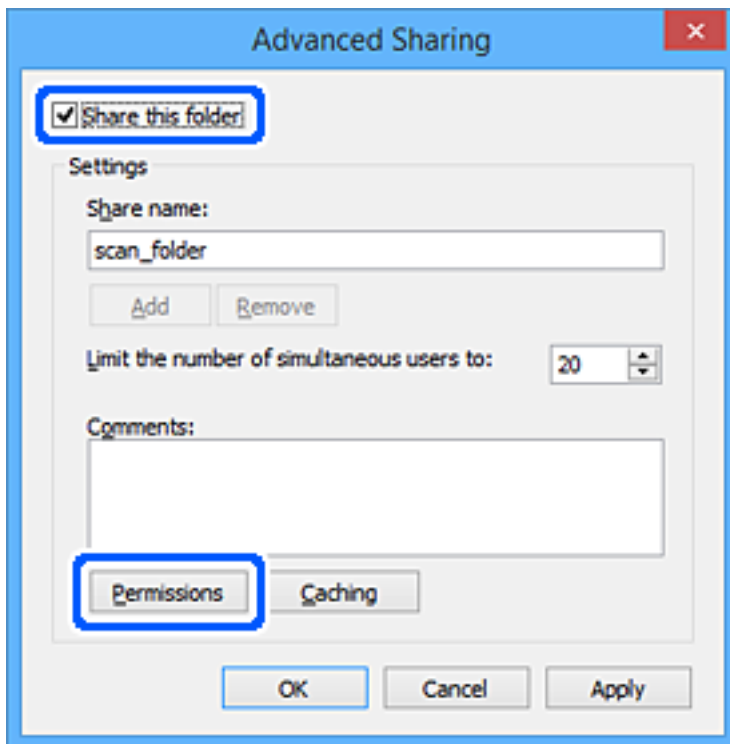 Advanced Sharing
Share this folder
Settings
Share name:
scan_folder
Add Remove
Limit the number of simultaneous users to: 20
Comments:
Permissions Caching
OK Cancel Apply